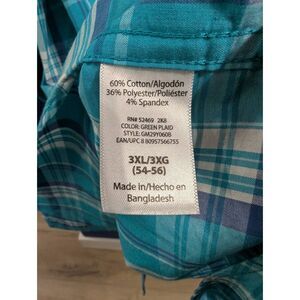 60% Cotton/Algodón
36% Polyester/Poliéster
4% Spandex
RN# 52469 2K8
COLOR: GREEN PLAID
STYLE: GM29Y060B
EAN/UPC 8 80957566755
3XL/3XG
(54-56)
Made in/Hecho en
Bangladesh